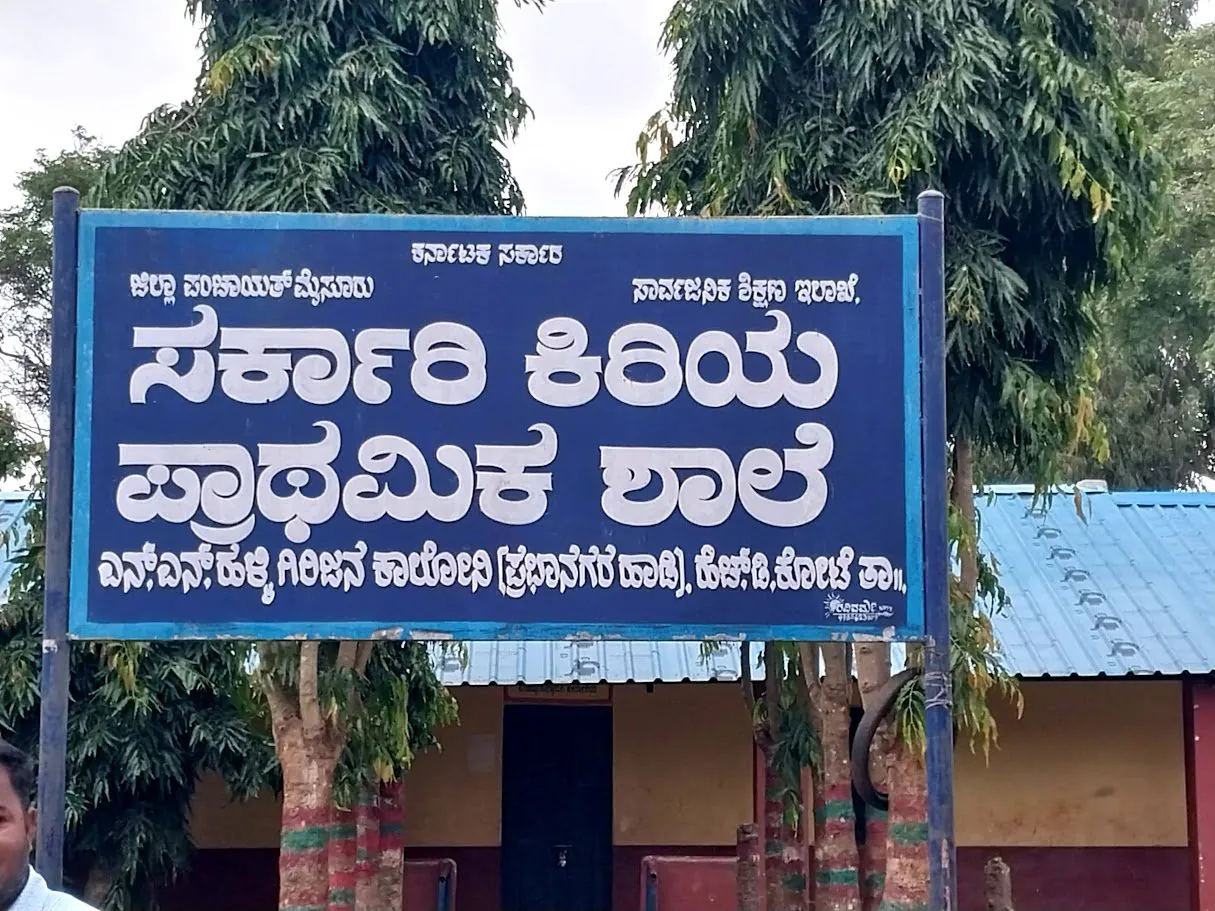 ಕರ್ನಾಟಕ ಸರ್ಕಾರ
ಜಿಲ್ಲಾ ಪಂಚಾಯತ್ ಮೈಸೂರು ಸಾರ್ವಜನಿಕ ಶಿಕ್ಷಣ ಇಲಾಖೆ,
ಸರ್ಕಾರಿ ಕಿರಿಯ
ಪ್ರಾಥಮಿಕ ಶಾಲೆ
ಎನ್.ಎನ್.ಹಳ್ಳಿ ಗಿರಿಜನ ಕಾಲೋನಿ (ಪ್ರಭಾನಗರ ಹಾಡಿ), ಹೆಚ್.ಡಿ.ಕೋಟೆ ತಾ॥,